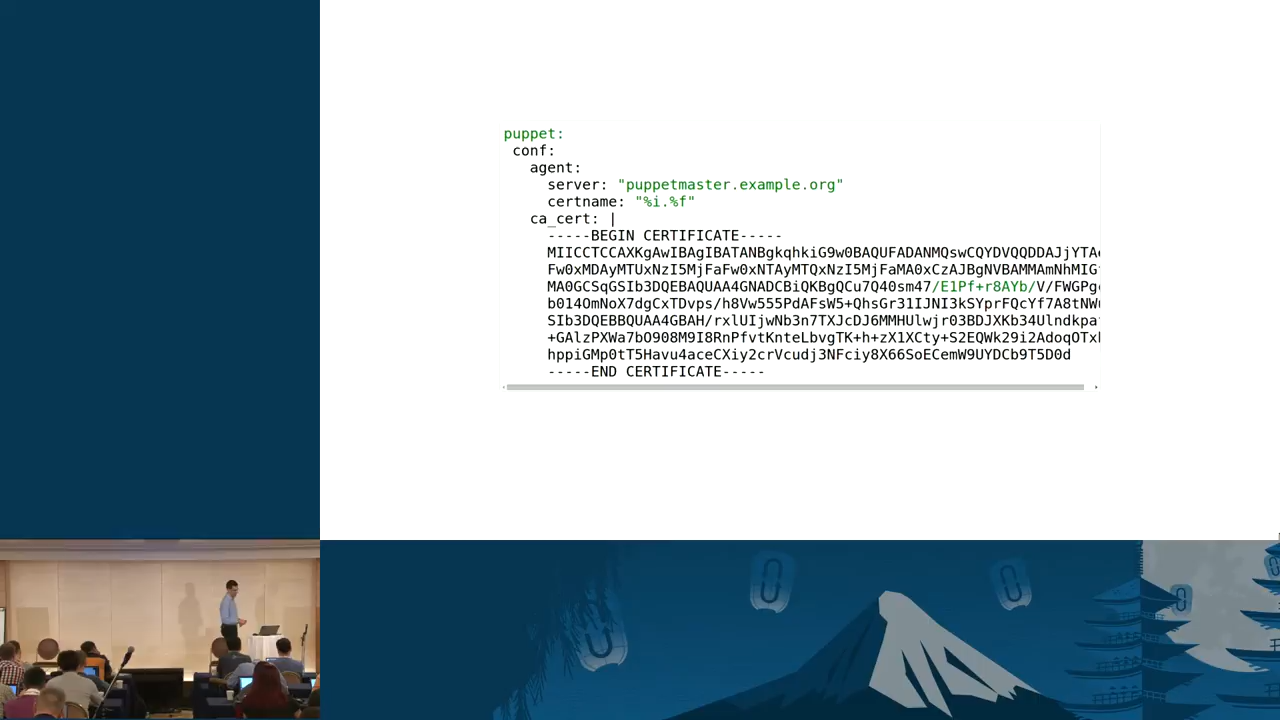 puppet:
conf:
agent:
server: "puppetmaster.example.org"
certname: "%i.%f"
ca_cert: |
-----BEGIN CERTIFICATE-----
MIICCTCCAXKgAwIBAgIBATANBgkqhkiG9w0BAQUFADANMQswCQYDVQQDDAJjYTAe
Fw0xMDAyMTUxNzI5MjFaFw0xNTAyMTQxNzI5MjFaMA0xCzAJBgNVBAMMAmNhMIG
MA0GCSqGSIb3DQEBAQUAA4GNADCBiQKBgQCu7Q40sm47/E1Pf+r8AYb/V/FWGPg
b014OmNoX7dgCxTDvps/h8Vw555PdAFsW5+QhsGr31IJNI3kSYprFQcYf7A8tNW
SIb3DQEBBQUAA4GBAH/rxlUIjwNb3n7TXJcDJ6MMHUlwjr03BDJXKb34Ulndkpa
+GAlzPXWa7bO908M9I8RnPfvtKnteLbvgTK+h+zX1XCty+S2EQWk29i2AdoqOTx
hppiGMp0tT5Havu4aceCXiy2crVcudj3NFciy8X66SoECemW9UYDCb9T5D0d
-----END CERTIFICATE-----